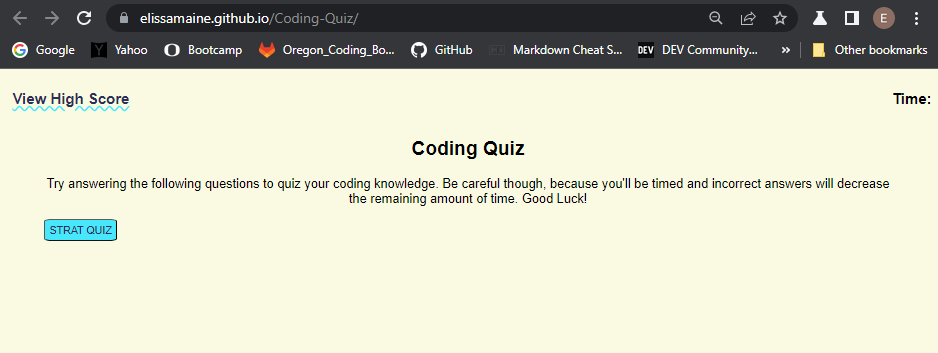 elissamaine.github.io/Coding-Quiz/
E
Google Yahoo Bootcamp Oregon_Coding_Bo... GitHub Markdown Cheat S... DEV DEV Community... » Other bookmarks
View High Score Time:
Coding Quiz
Try answering the following questions to quiz your coding knowledge. Be careful though, because you'll be timed and incorrect answers will decrease
the remaining amount of time. Good Luck!
STRAT QUIZ